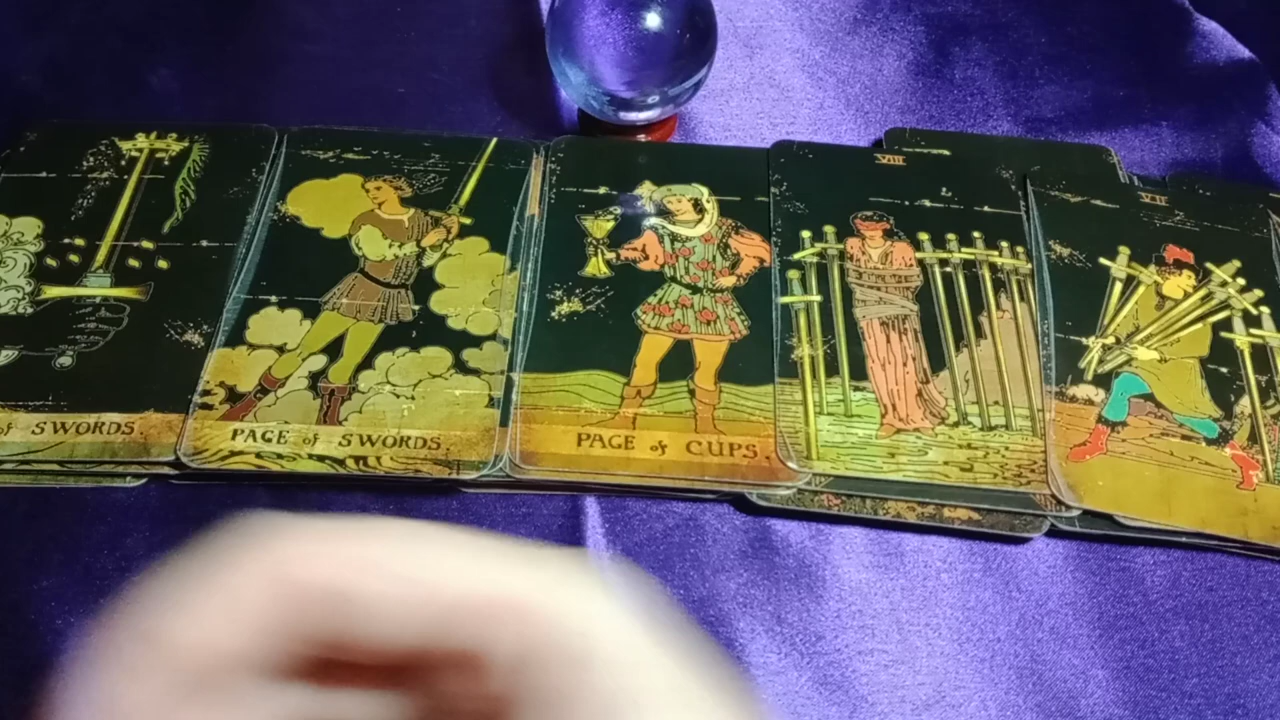 of SWORDS.
PAGE of SWORDS.
PAGE of CUPS.
VIII
VII